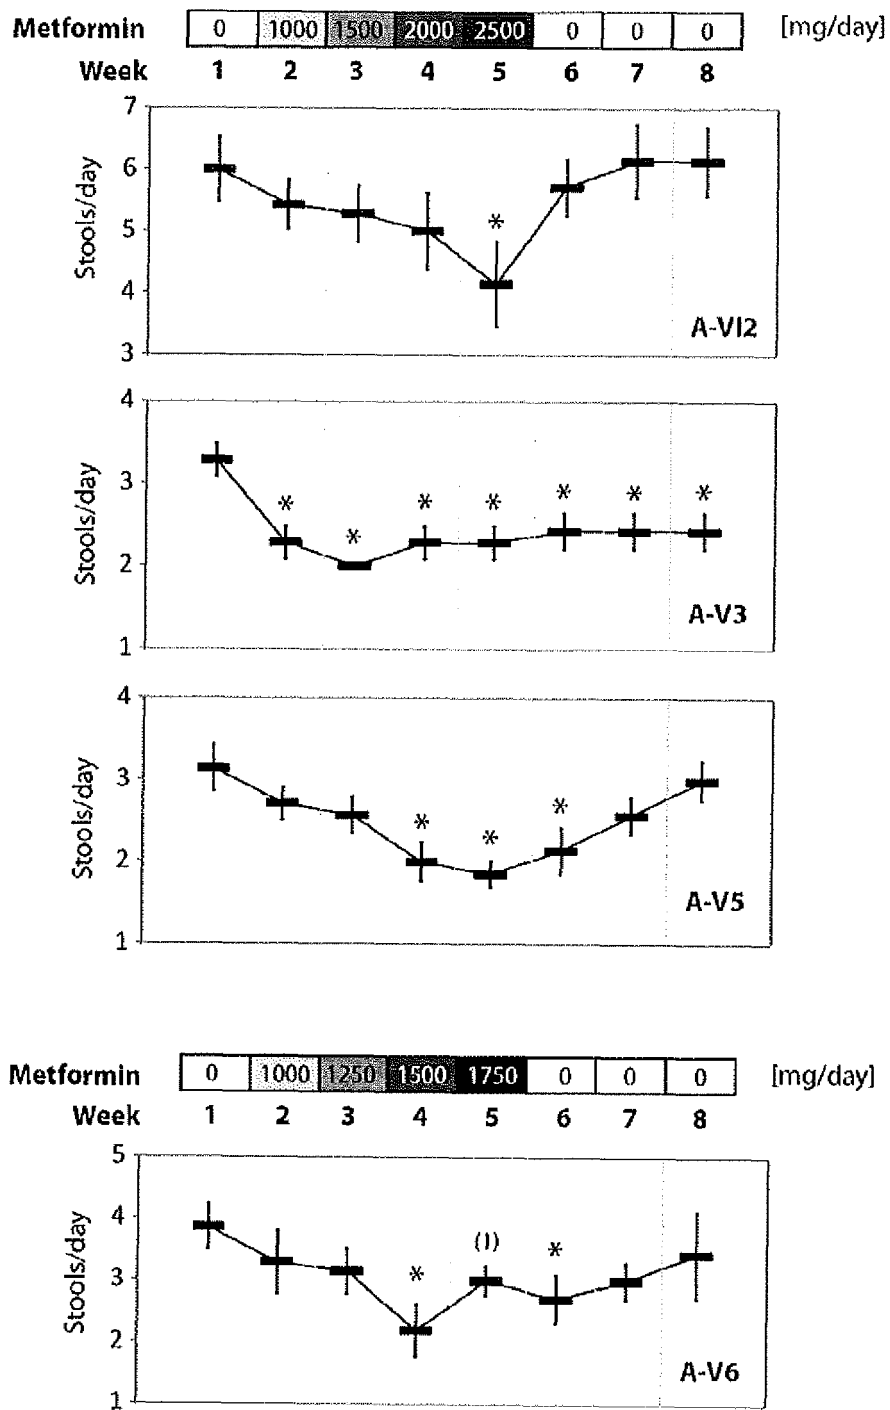 Metformin 0 1000 1500 2000 2500 0 0 0 [mg/day]
Week 1 2 3 4 5 6 7 8
7
6
5
4
3
Stools/day
*
A-VI2
4
3
2
1
Stools/day
* * * * * * *
A-V3
4
3
2
1
Stools/day
* * *
A-V5
Metformin 0 1000 1250 1500 1750 0 0 0 [mg/day]
Week 1 2 3 4 5 6 7 8
5
4
3
2
1
Stools/day
* (I) *
A-V6